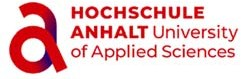 HOCHSCHULE
ANHALT University
of Applied Sciences